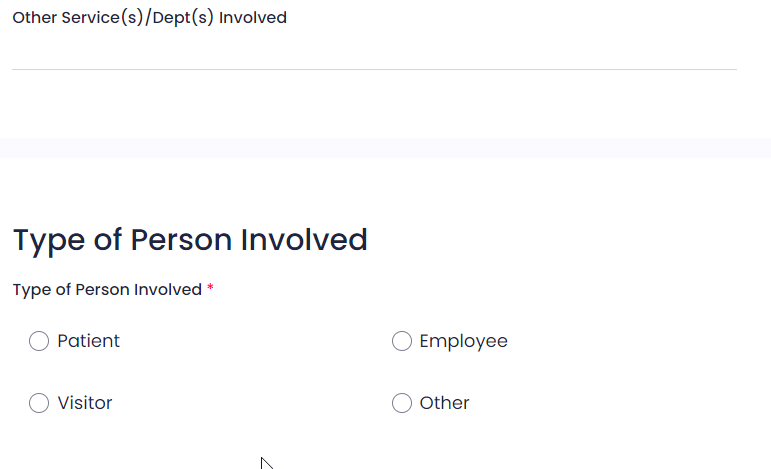 Other Service(s)/Dept(s) Involved
Type of Person Involved
Type of Person Involved *
Patient
Employee
Visitor
Other